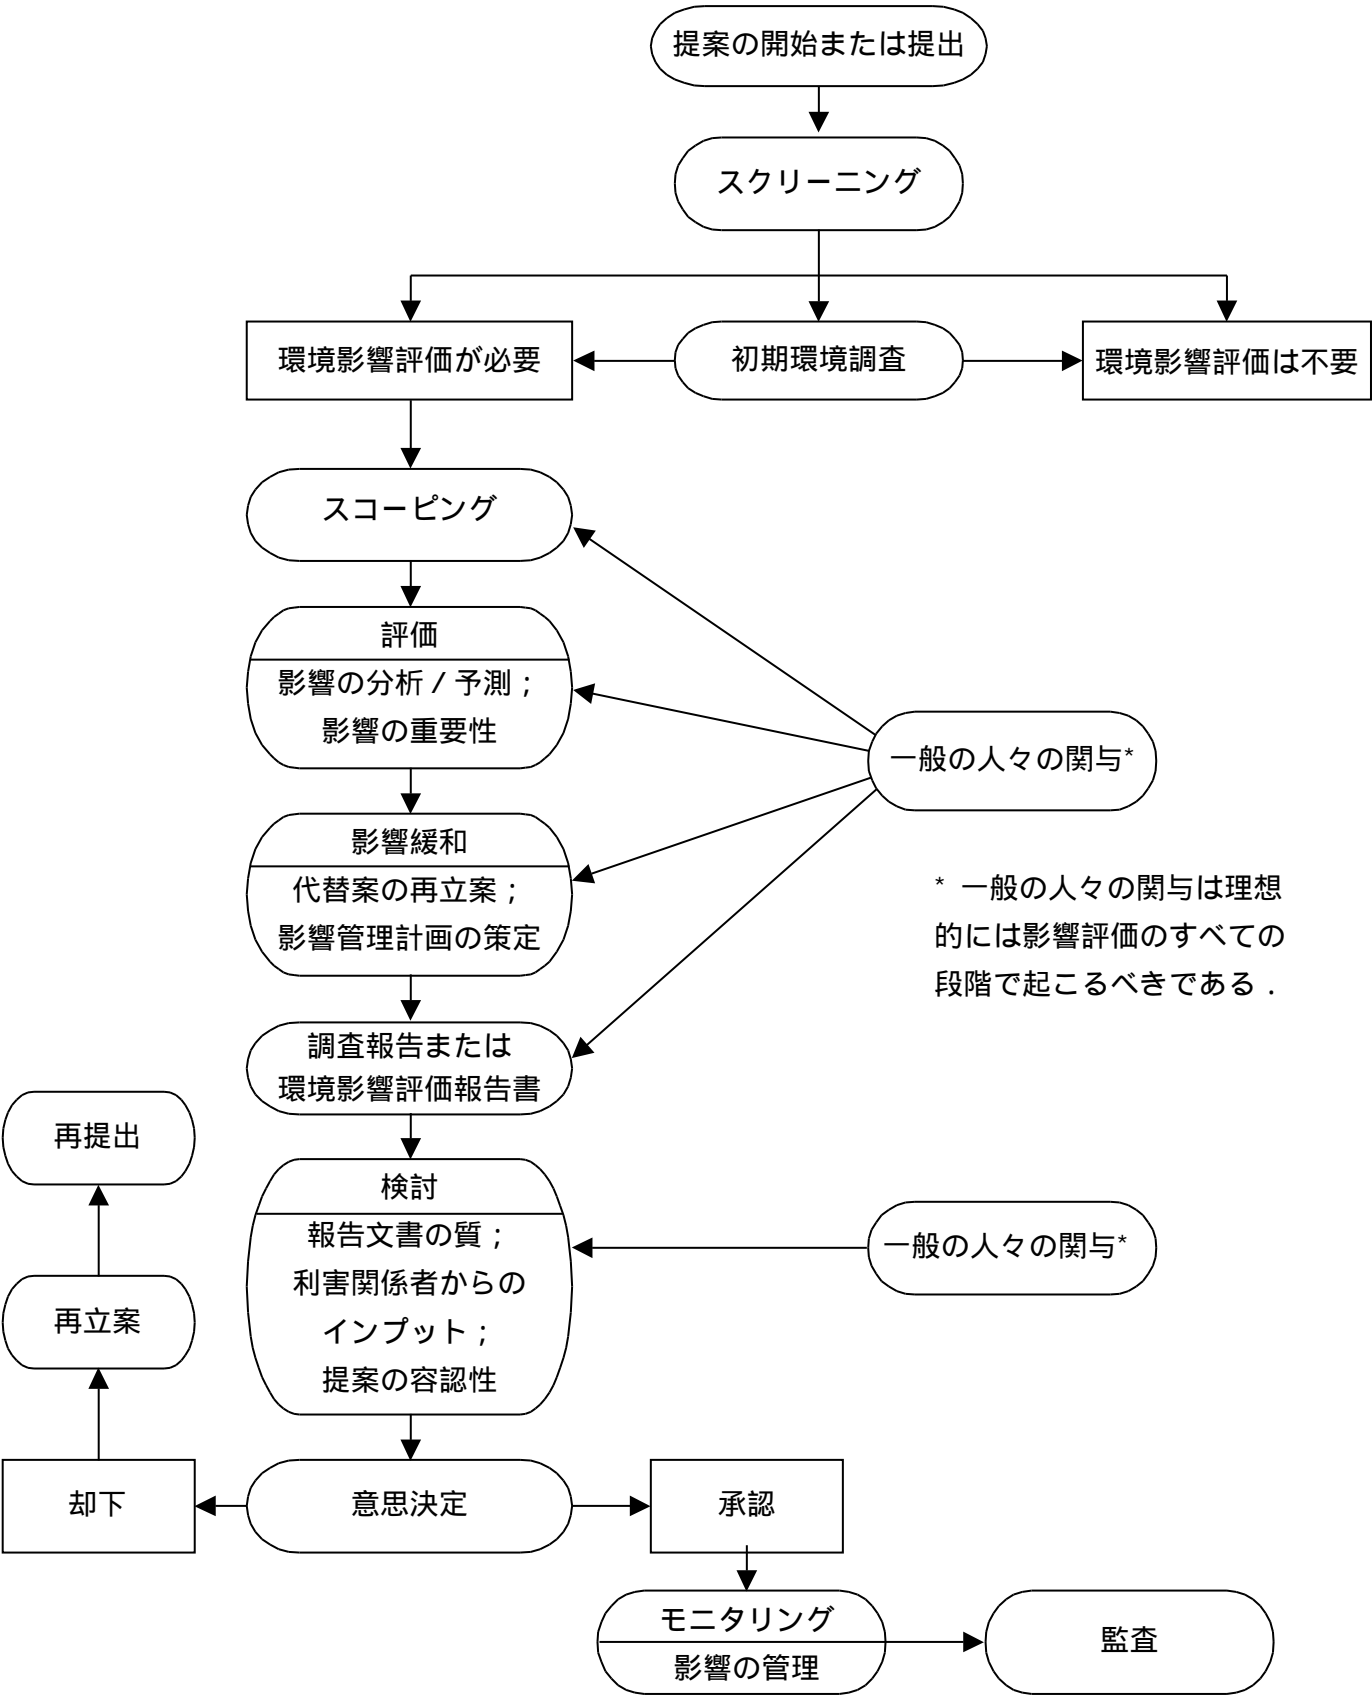 提案の開始または提出
スクリーニング
環境影響評価が必要
初期環境調査
環境影響評価は不要
スコーピング
評価
影響の分析／予測；
影響の重要性
一般の人々の関与*
影響緩和
代替案の再立案；
影響管理計画の策定
* 一般の人々の関与は理想
的には影響評価のすべての
段階で起こるべきである．
調査報告または
環境影響評価報告書
再提出
検討
報告文書の質；
利害関係者からの
インプット；
提案の容認性
一般の人々の関与*
再立案
却下
意思決定
承認
モニタリング
影響の管理
監査